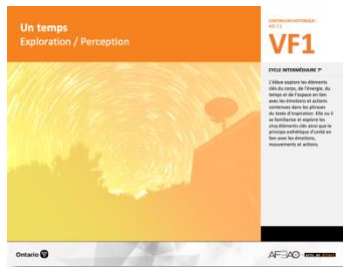 Un temps
Exploration / Perception
VF1
CYCLE INTERMÉDIAIRE 7e
L'élève explore les éléments
clés du corps, de l'énergie, du
temps et de l'espace en lien
avec les émotions et actions
contenues dans les phrases
du texte d'inspiration. Elle ou il
se familiarise et explore les
cinq éléments clés ainsi que le
principe esthétique d'unité en
lien avec les émotions,
mouvements et actions.
Ontario